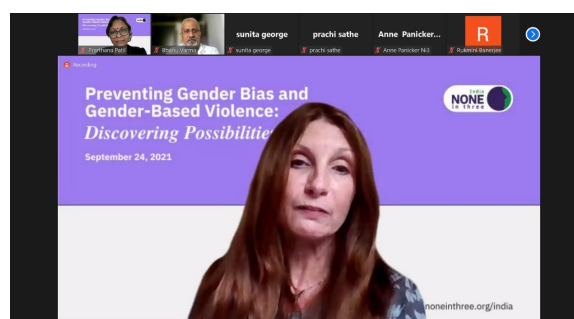 sunita george
prachi sathe
Anne Panicker...
R
Prarthana Patil
Bhanu Varma
sunita george
prachi sathe
Anne Panicker Ni3
Rukmini Banerjee
Recording
Preventing Gender Bias and
Gender-Based Violence:
Discovering Possibilitie
September 24, 2021
India
NONE
in three
noneinthree.org/india